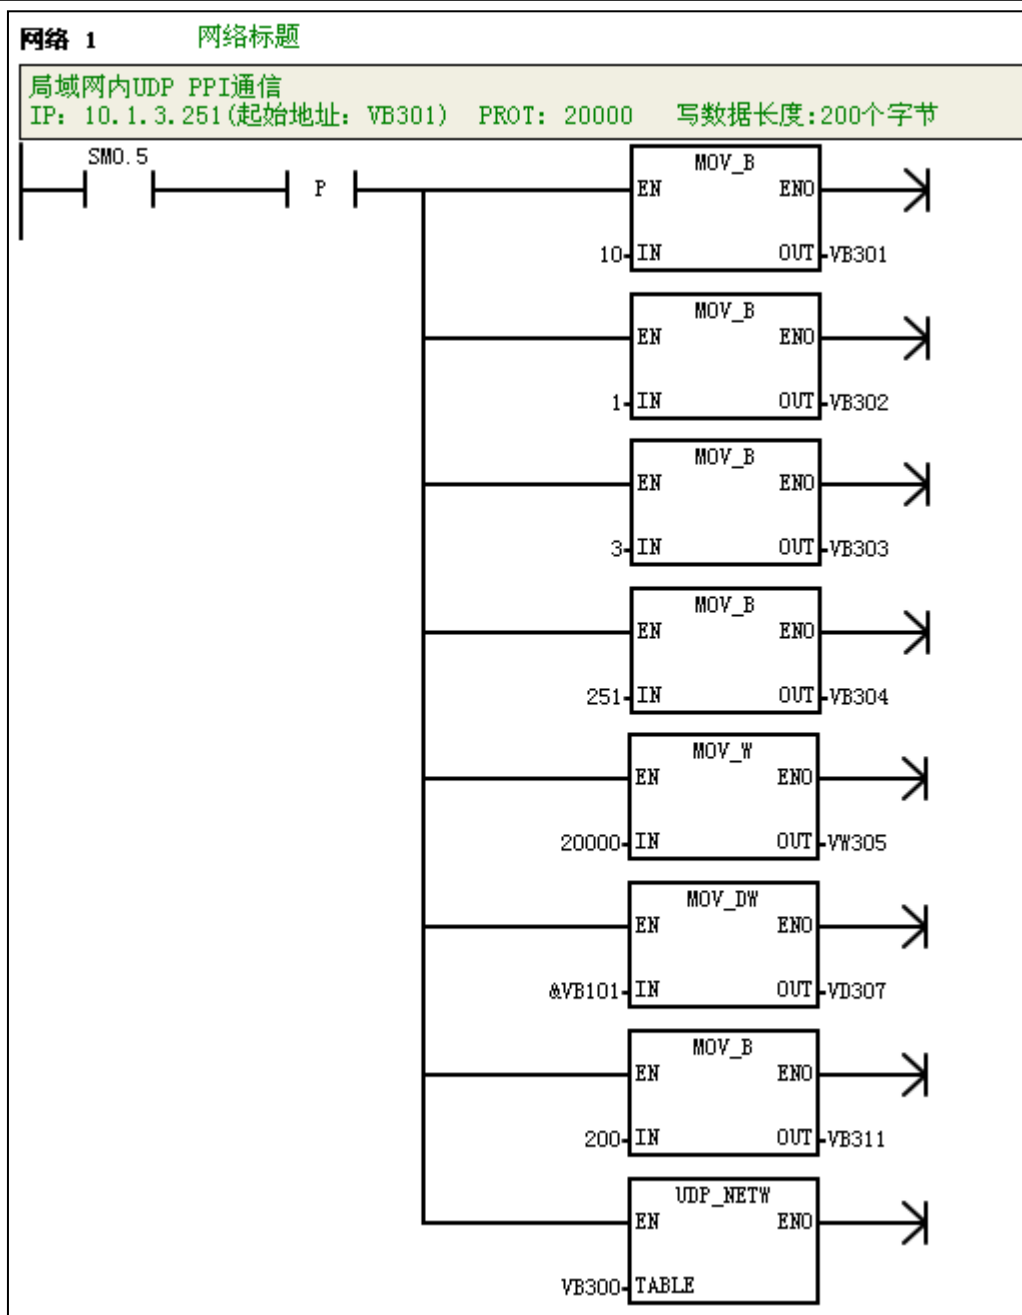 网络 1 网络标题
局域网内UDP PPI通信
IP: 10.1.3.251(起始地址: VB301) PROT: 20000 写数据长度:200个字节
SM0.5
P
MOV_B
EN ENO
10 IN OUT VB301
MOV_B
EN ENO
1 IN OUT VB302
MOV_B
EN ENO
3 IN OUT VB303
MOV_B
EN ENO
251 IN OUT VB304
MOV_W
EN ENO
20000 IN OUT VW305
MOV_DW
EN ENO
&VB101 IN OUT VD307
MOV_B
EN ENO
200 IN OUT VB311
UDP_NETW
EN ENO
VB300 TABLE